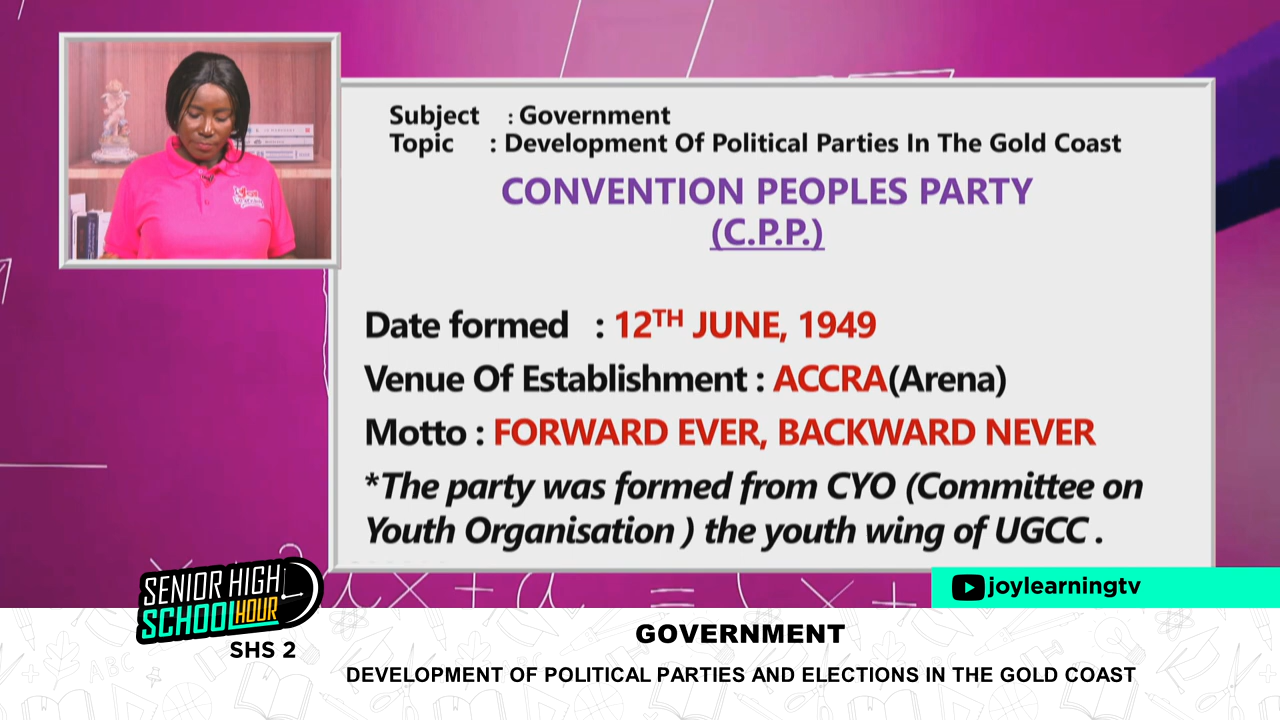 Subject : Government
Topic : Development Of Political Parties In The Gold Coast
CONVENTION PEOPLES PARTY
(C.P.P.)
Date formed : 12TH JUNE, 1949
Venue Of Establishment : ACCRA(Arena)
Motto : FORWARD EVER, BACKWARD NEVER
*The party was formed from CYO (Committee on
Youth Organisation ) the youth wing of UGCC .
SENIOR HIGH
SCHOOL HOUR
SHS 2
joylearningtv
GOVERNMENT
DEVELOPMENT OF POLITICAL PARTIES AND ELECTIONS IN THE GOLD COAST